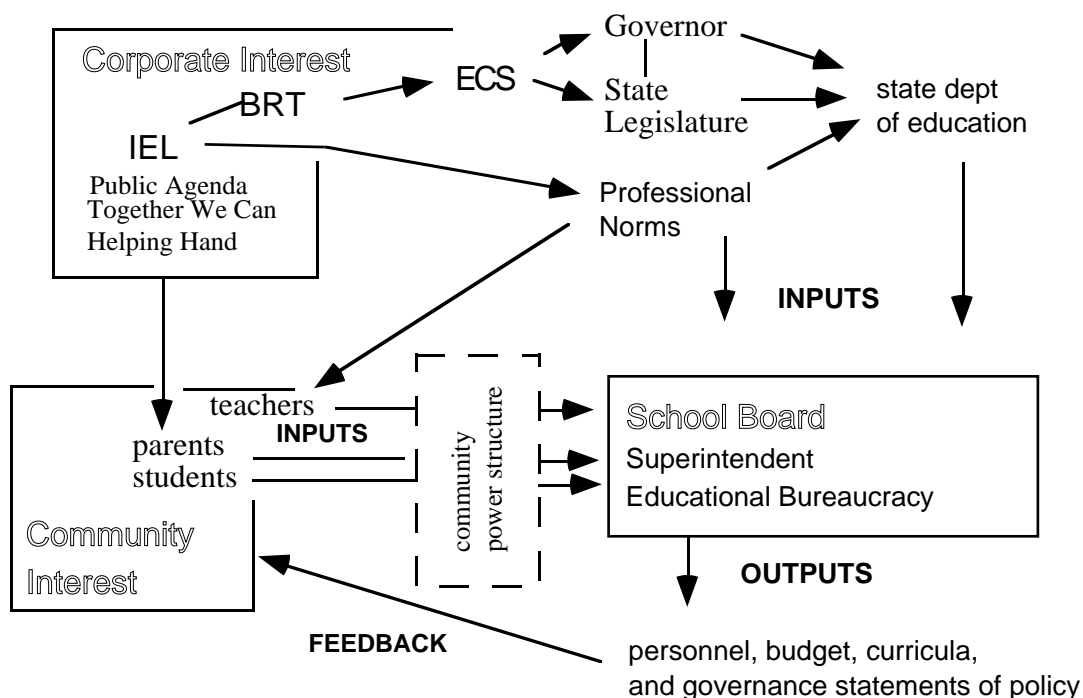 Governor
Corporate Interest
ECS
BRT
State
Legislature
state dept
of education
IEL
Public Agenda
Together We Can
Helping Hand
Professional
Norms
INPUTS
teachers
INPUTS
parents
students
community
power structure
School Board
Superintendent
Educational Bureaucracy
Community
Interest
OUTPUTS
FEEDBACK
personnel, budget, curricula,
and governance statements of policy